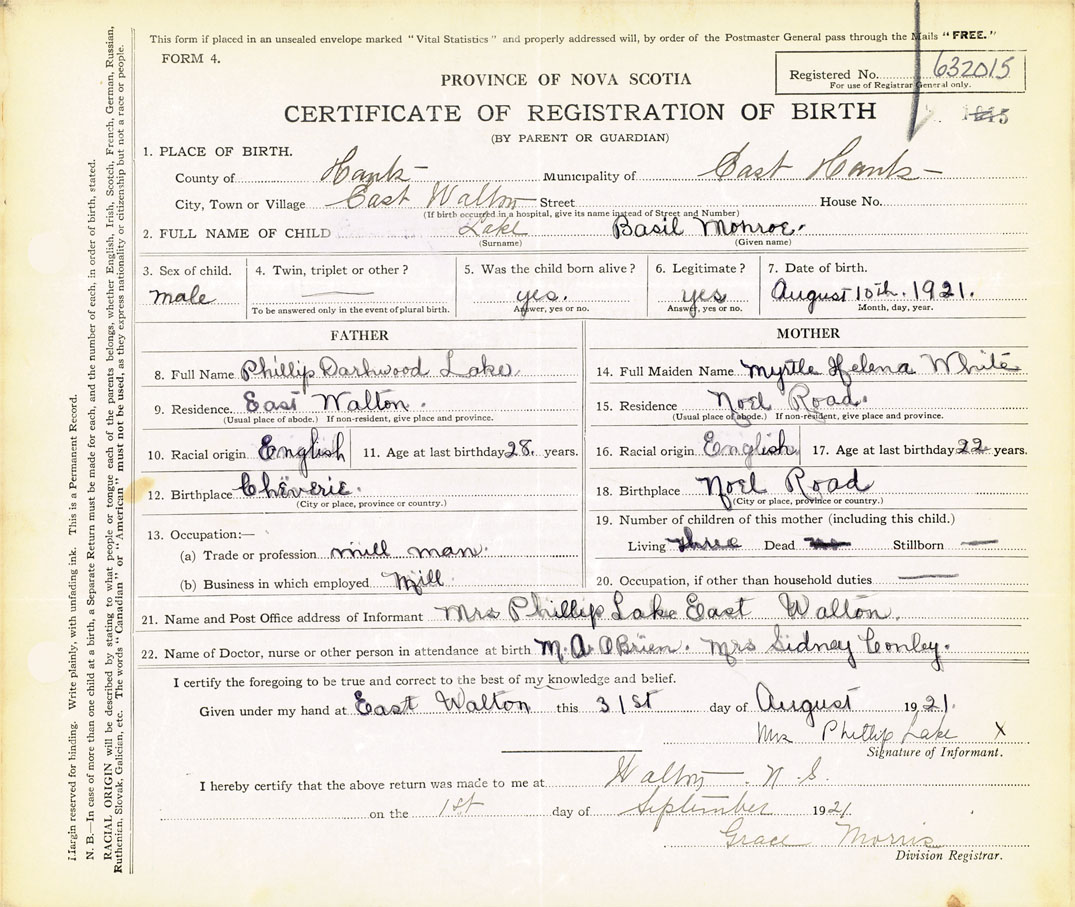 This form if placed in an unsealed envelope marked "Vital Statistics" and properly addressed will, by order of the Postmaster General pass through the Mails "FREE."
FORM 4.
Registered No. 632015
For use of Registrar General only.
PROVINCE OF NOVA SCOTIA
CERTIFICATE OF REGISTRATION OF BIRTH
(BY PARENT OR GUARDIAN)
1. PLACE OF BIRTH.
County of Hants Municipality of East Hants
City, Town or Village East Walton Street House No.
(If birth occurred in a hospital, give its name instead of Street and Number)
2. FULL NAME OF CHILD Lake Basil Monroe.
(Surname) (Given name)
3. Sex of child. 4. Twin, triplet or other? 5. Was the child born alive? 6. Legitimate? 7. Date of birth.
male yes. yes August 10th. 1921.
To be answered only in the event of plural birth. Answer, yes or no. Answer, yes or no. Month, day, year.
FATHER
8. Full Name Phillip Darhwood Lake.
9. Residence East Walton.
(Usual place of abode.) If non-resident, give place and province.
10. Racial origin English 11. Age at last birthday 28. years.
12. Birthplace Cheverie.
(City or place, province or country.)
13. Occupation:—
(a) Trade or profession mill man.
(b) Business in which employed Mill.
MOTHER
14. Full Maiden Name Myrtle Helena White
15. Residence Noel Road.
(Usual place of abode.) If non-resident, give place and province.
16. Racial origin English 17. Age at last birthday 22 years.
18. Birthplace Noel Road
(City or place, province or country.)
19. Number of children of this mother (including this child.)
Living three Dead no Stillborn —
20. Occupation, if other than household duties —
21. Name and Post Office address of Informant Mrs Phillip Lake East Walton.
22. Name of Doctor, nurse or other person in attendance at birth M. A. O'Brien. Mrs Sidney Conley.
I certify the foregoing to be true and correct to the best of my knowledge and belief.
Given under my hand at East Walton this 31st day of August 1921.
Mrs Phillip Lake X
Signature of Informant.
I hereby certify that the above return was made to me at Walton. N.S.
on the 1st day of September 1921.
Grace Morris
Division Registrar.
Margin reserved for binding. Write plainly, with unfading ink. This is a Permanent Record.
N. B.—In case of more than one child at a birth, a Separate Return must be made for each, and the number of each, in order of birth, stated.
RACIAL ORIGIN will be described by stating to what people or tongue each of the parents belongs, whether English, Irish, Scotch, French, German, Russian,
Ruthenian, Slovak, Galician, etc. The words "Canadian" or "American" must not be used, as they express nationality or citizenship but not a race or people.